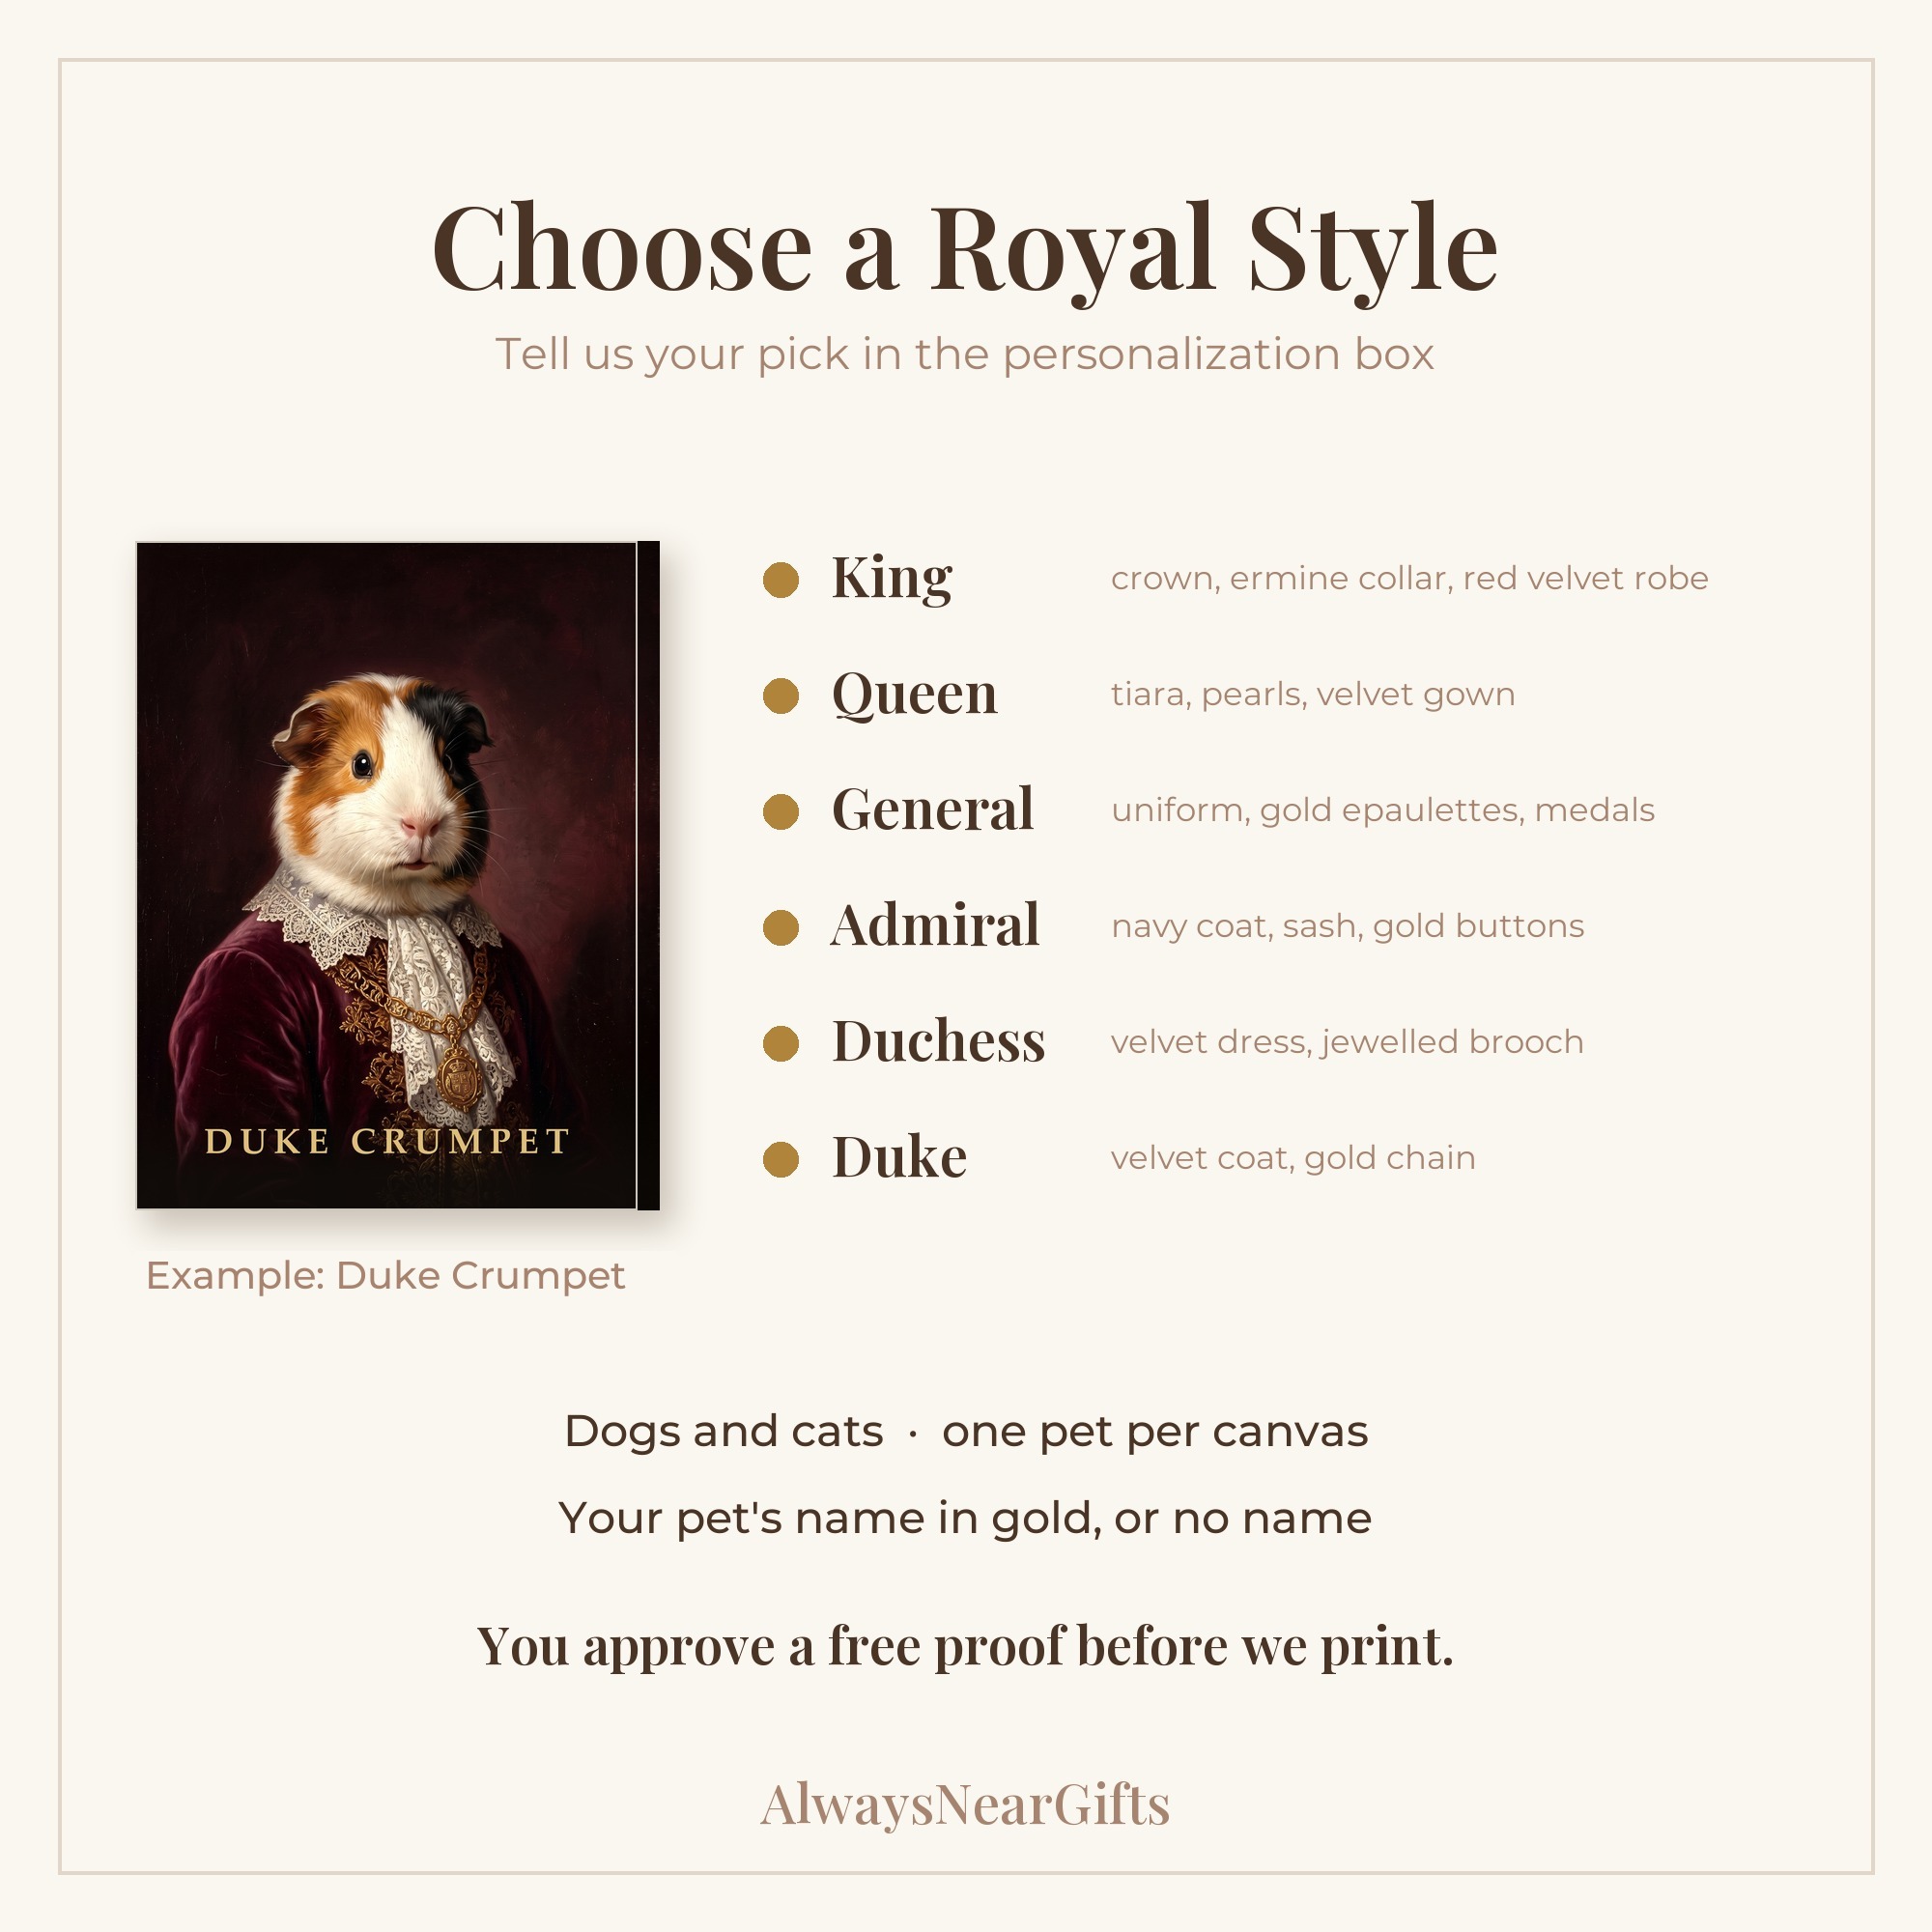 Choose a Royal Style
Tell us your pick in the personalization box
King crown, ermine collar, red velvet robe
Queen tiara, pearls, velvet gown
General uniform, gold epaulettes, medals
Admiral navy coat, sash, gold buttons
Duchess velvet dress, jewelled brooch
Duke velvet coat, gold chain
DUKE CRUMPET
Example: Duke Crumpet
Dogs and cats · one pet per canvas
Your pet's name in gold, or no name
You approve a free proof before we print.
AlwaysNearGifts